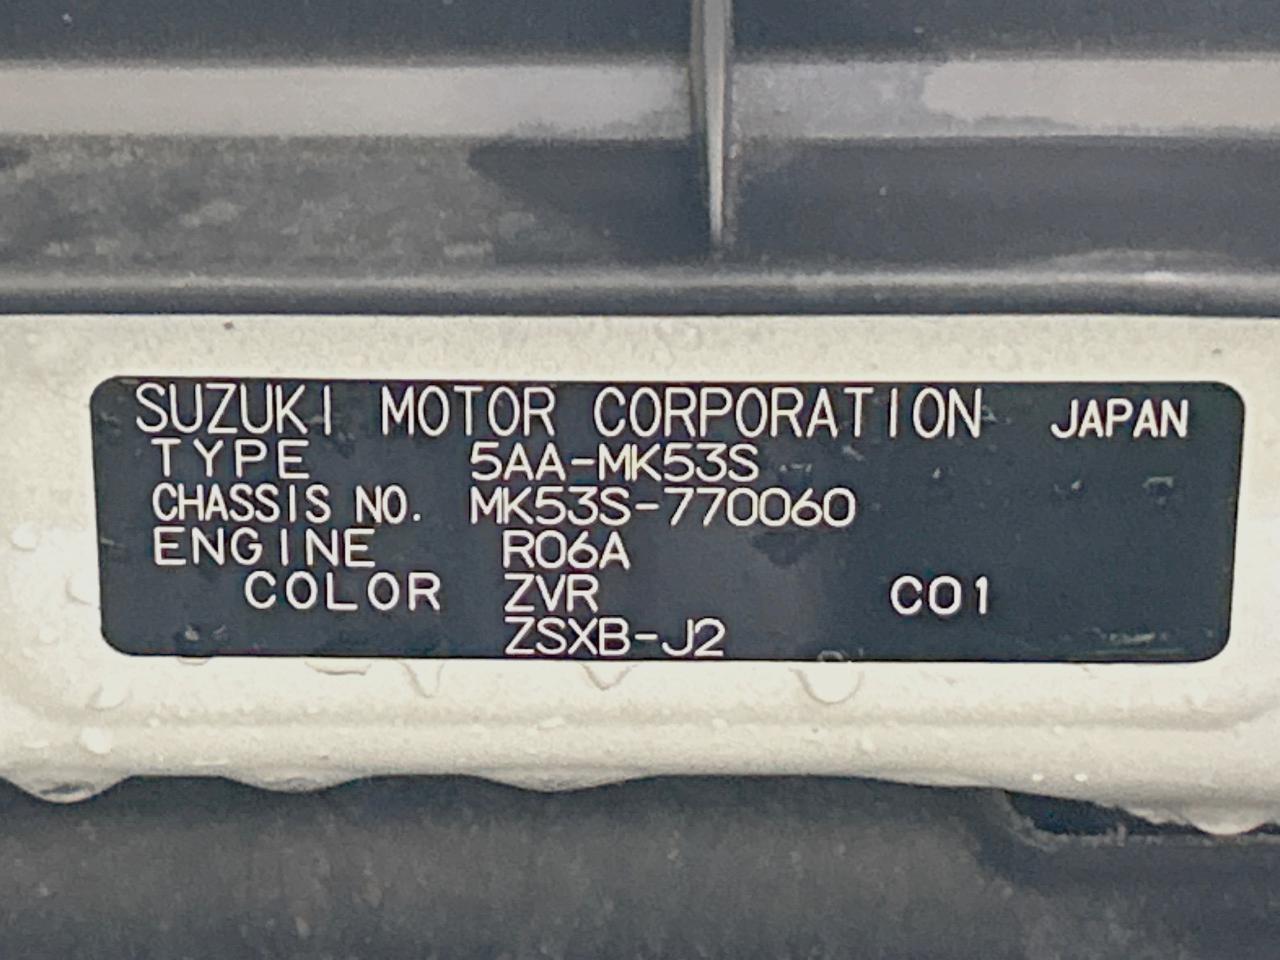 SUZUKI MOTOR CORPORATION JAPAN
TYPE 5AA-MK53S
CHASSIS NO. MK53S-770060
ENGINE R06A
COLOR ZVR C01
ZSXB-J2